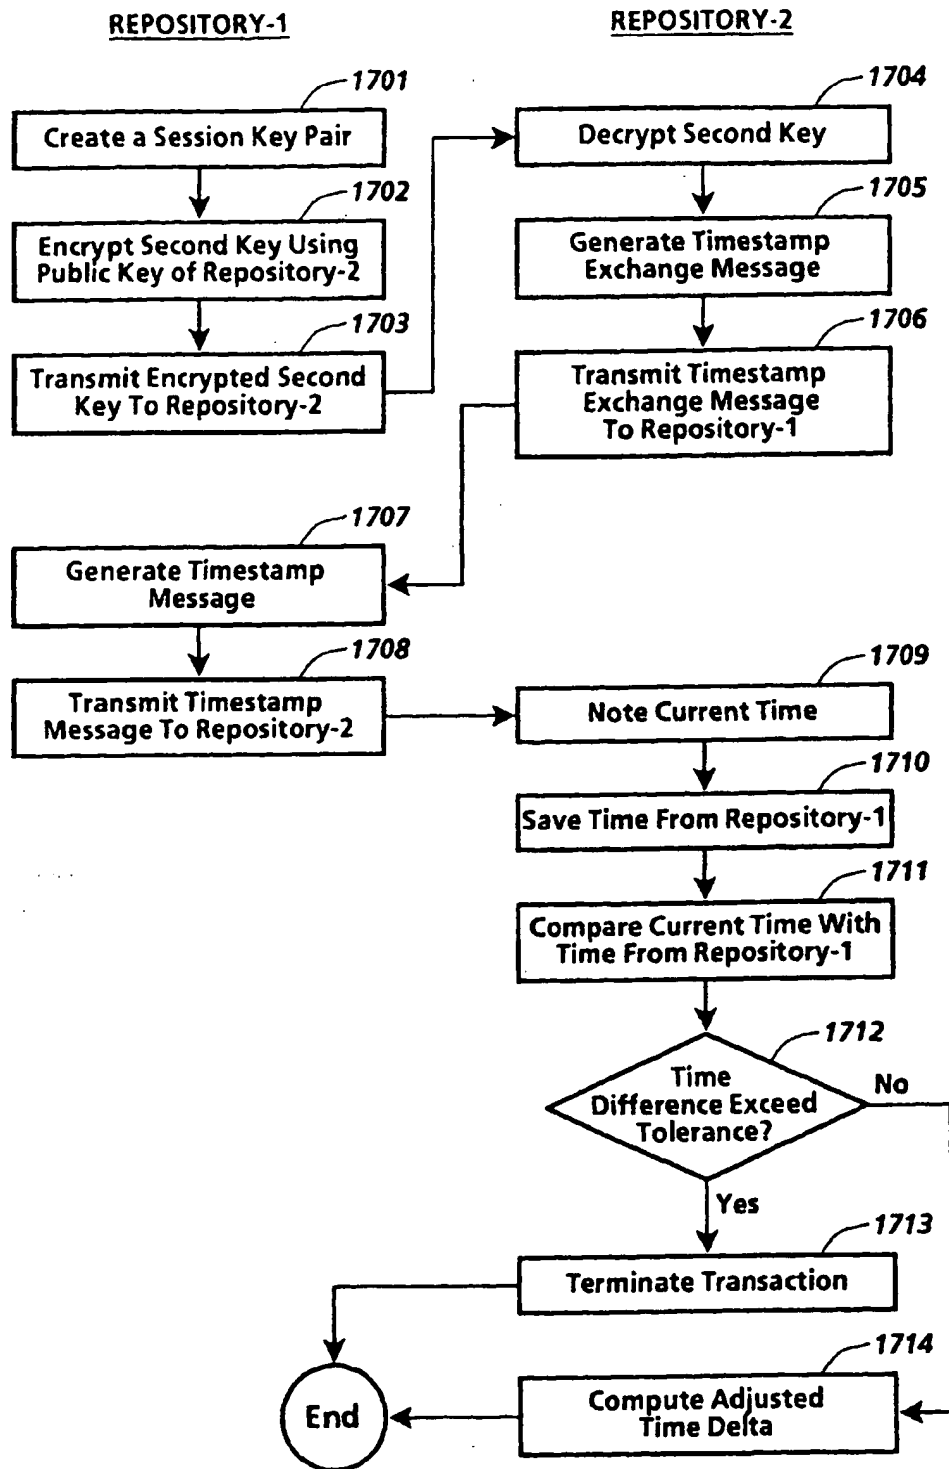 REPOSITORY-1
REPOSITORY-2
1701
Create a Session Key Pair
1702
Encrypt Second Key Using
Public Key of Repository-2
1703
Transmit Encrypted Second
Key To Repository-2
1704
Decrypt Second Key
1705
Generate Timestamp
Exchange Message
1706
Transmit Timestamp
Exchange Message
To Repository-1
1707
Generate Timestamp
Message
1708
Transmit Timestamp
Message To Repository-2
1709
Note Current Time
1710
Save Time From Repository-1
1711
Compare Current Time With
Time From Repository-1
1712
Time
Difference Exceed
Tolerance?
No
Yes
1713
Terminate Transaction
1714
Compute Adjusted
Time Delta
End